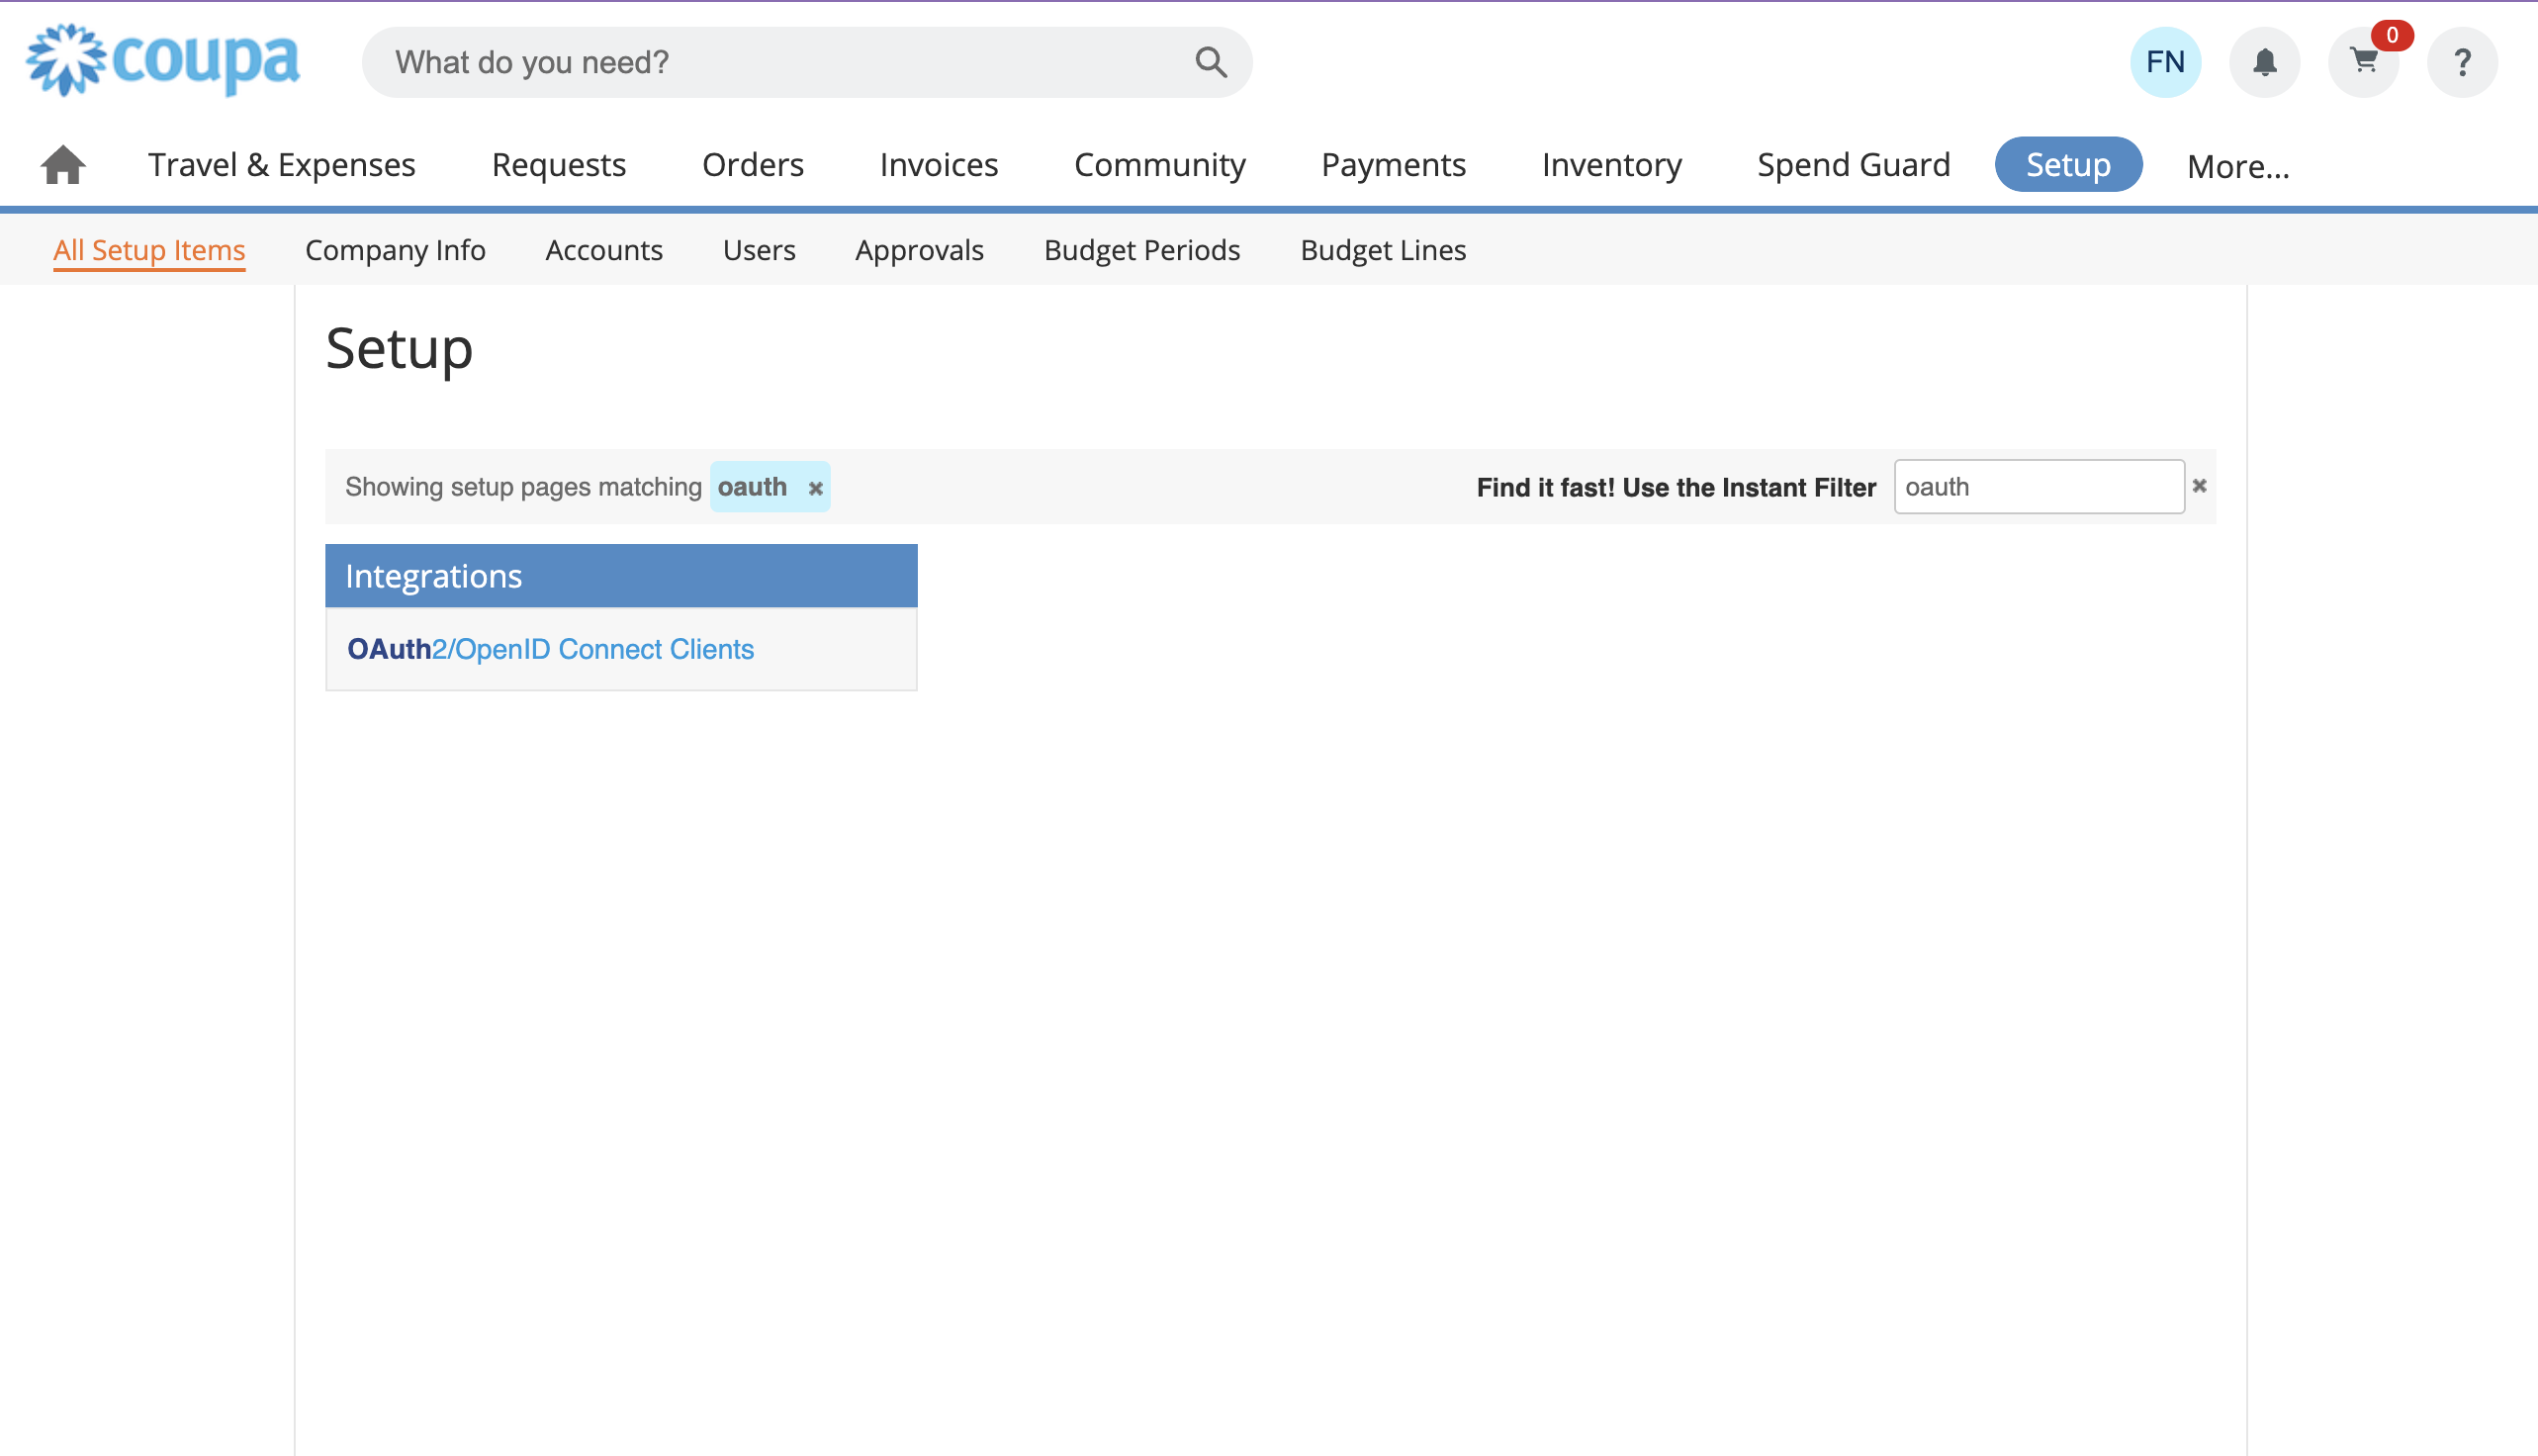 coupa
What do you need?
FN
0
?
Travel & Expenses Requests Orders Invoices Community Payments Inventory Spend Guard Setup More...
All Setup Items Company Info Accounts Users Approvals Budget Periods Budget Lines
Setup
Showing setup pages matching oauth × Find it fast! Use the Instant Filter oauth ×
Integrations
OAuth2/OpenID Connect Clients